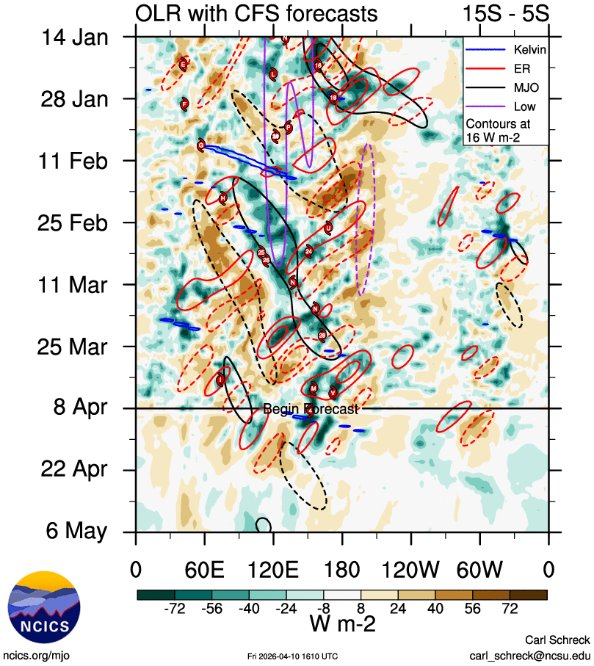 OLR with CFS forecasts 15S - 5S
14 Jan
28 Jan
11 Feb
25 Feb
11 Mar
25 Mar
8 Apr
22 Apr
6 May
Kelvin
ER
MJO
Low
Contours at
16 W m-2
Begin Forecast
0 60E 120E 180 120W 60W 0
-72 -56 -40 -24 -8 8 24 40 56 72
W m-2
NCICS
ncics.org/mjo
Fri 2026-04-10 1610 UTC
Carl Schreck
carl_schreck@ncsu.edu